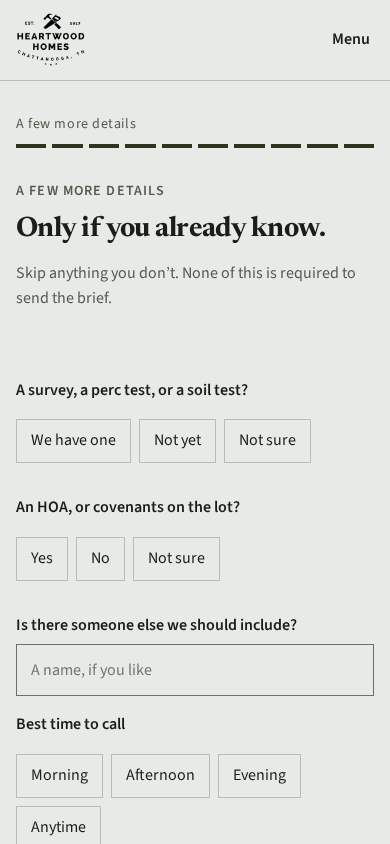 EST. 2017
HEARTWOOD
HOMES
CHATTANOOGA, TN
Menu
A few more details
A FEW MORE DETAILS
Only if you already know.
Skip anything you don’t. None of this is required to
send the brief.
A survey, a perc test, or a soil test?
We have one Not yet Not sure
An HOA, or covenants on the lot?
Yes No Not sure
Is there someone else we should include?
A name, if you like
Best time to call
Morning Afternoon Evening
Anytime